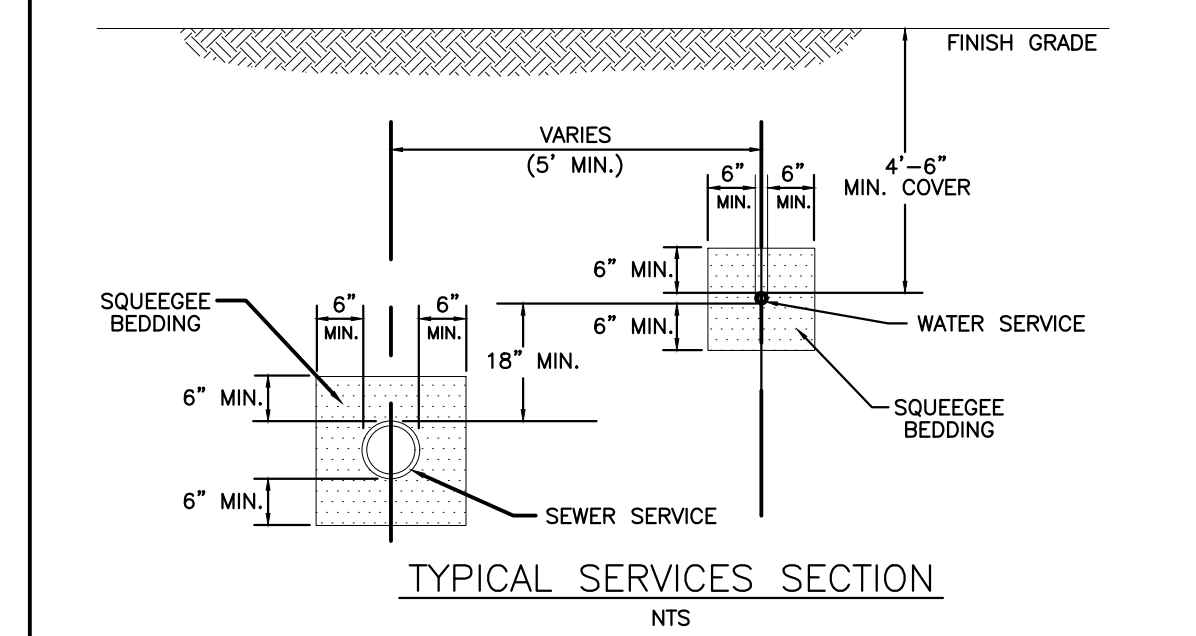 FINISH GRADE
VARIES
(5' MIN.)
4'-6"
MIN. COVER
6" 6"
MIN. MIN.
6" MIN.
6" MIN.
WATER SERVICE
SQUEEGEE
BEDDING
SQUEEGEE
BEDDING
6" 6"
MIN. MIN.
18" MIN.
6" MIN.
6" MIN.
SEWER SERVICE
TYPICAL SERVICES SECTION
NTS